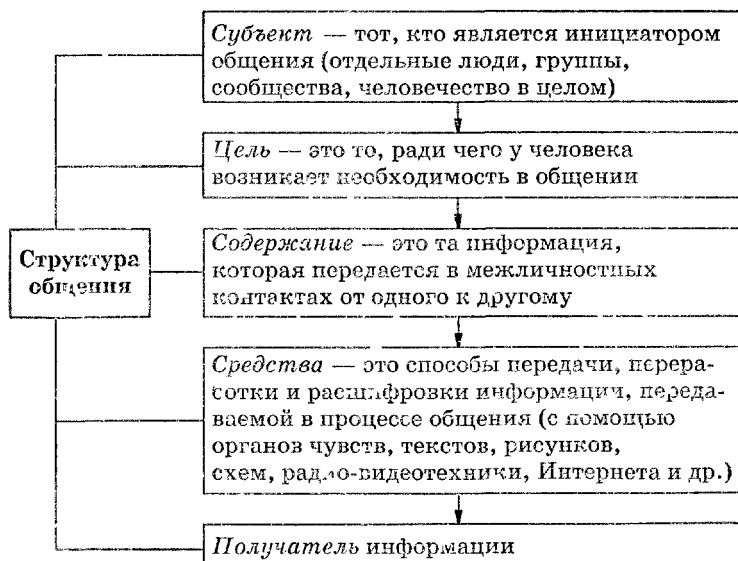 Субъект — тот, кто является инициатором
общения (отдельные люди, группы,
сообщества, человечество в целом)
Цель — это то, ради чего у человека
возникает необходимость в общении
Структура
общения
Содержание — это та информация,
которая передается в межличностных
контактах от одного к другому
Средства — это способы передачи, перера-
ботки и расшифровки информации, переда-
ваемой в процессе общения (с помощью
органов чувств, текстов, рисунков,
схем, радио-видеотехники, Интернета и др.)
Получатель информации